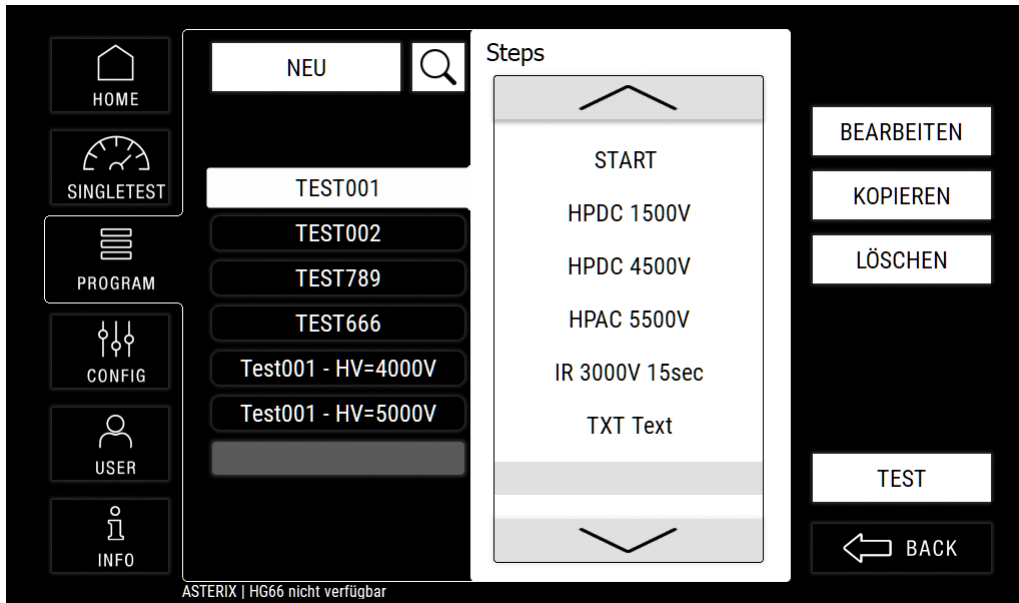 HOME
SINGLETEST
PROGRAM
CONFIG
USER
INFO
NEU
TEST001
TEST002
TEST789
TEST666
Test001 - HV=4000V
Test001 - HV=5000V
Steps
START
HPDC 1500V
HPDC 4500V
HPAC 5500V
IR 3000V 15sec
TXT Text
BEARBEITEN
KOPIEREN
LÖSCHEN
TEST
BACK
ASTERIX | HG66 nicht verfügbar